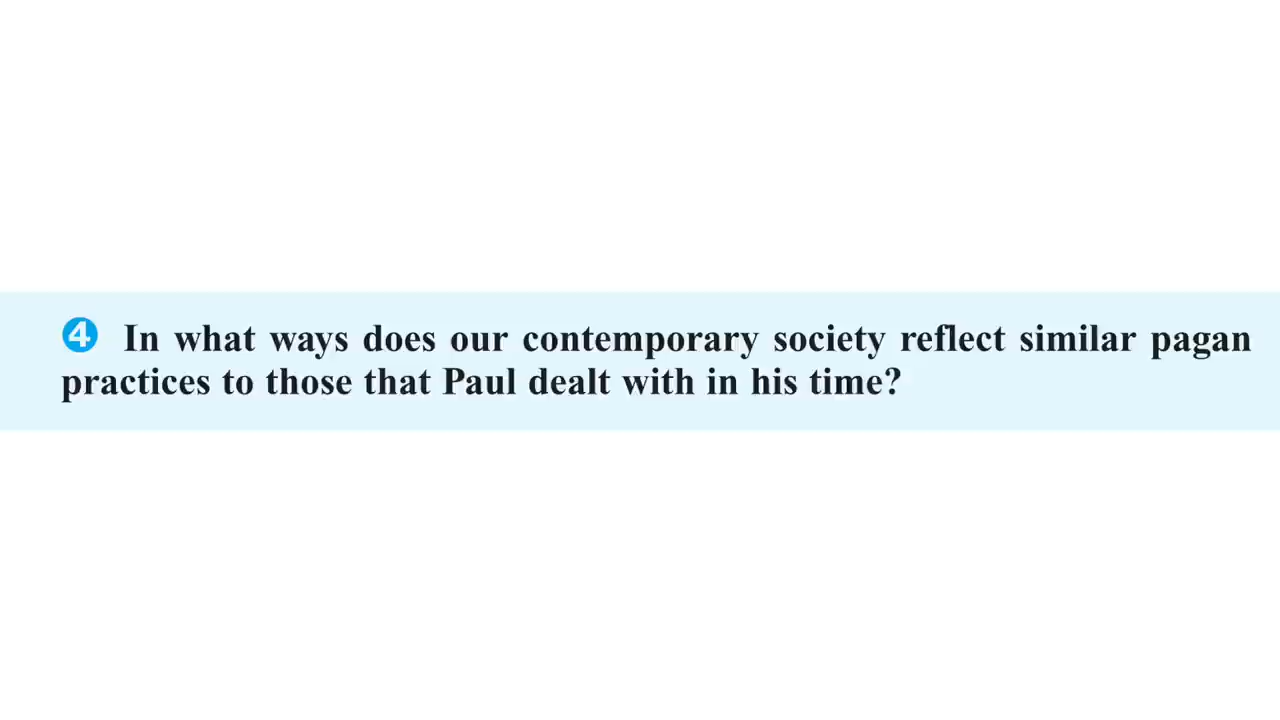 4 In what ways does our contemporary society reflect similar pagan
practices to those that Paul dealt with in his time?